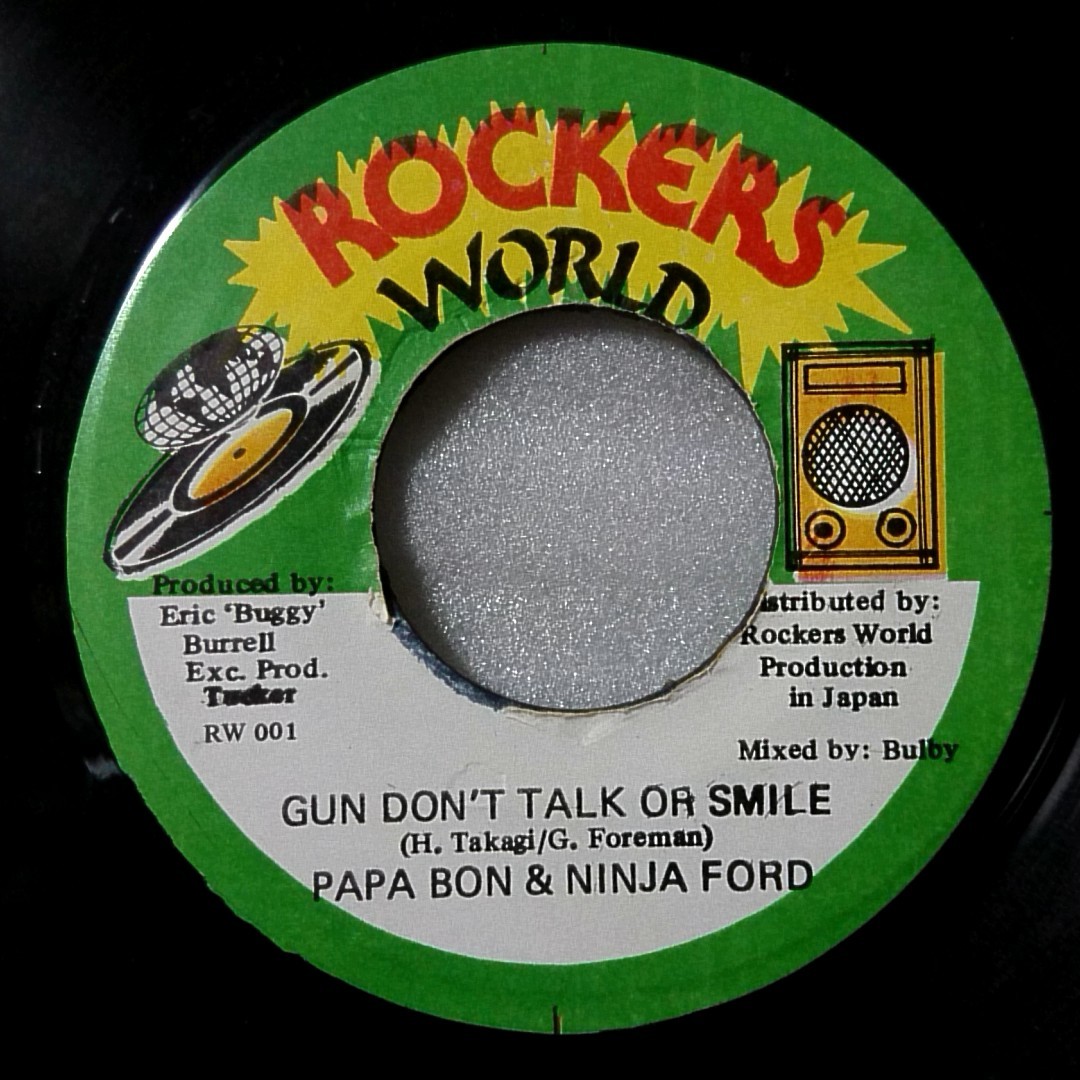 ROCKERS
WORLD
Produced by:
Eric ‘Buggy’
Burrell
Exc. Prod.
Tucker
RW 001
istributed by:
Rockers World
Production
in Japan
Mixed by: Bulby
GUN DON'T TALK OR SMILE
(H. Takagi/G. Foreman)
PAPA BON & NINJA FORD